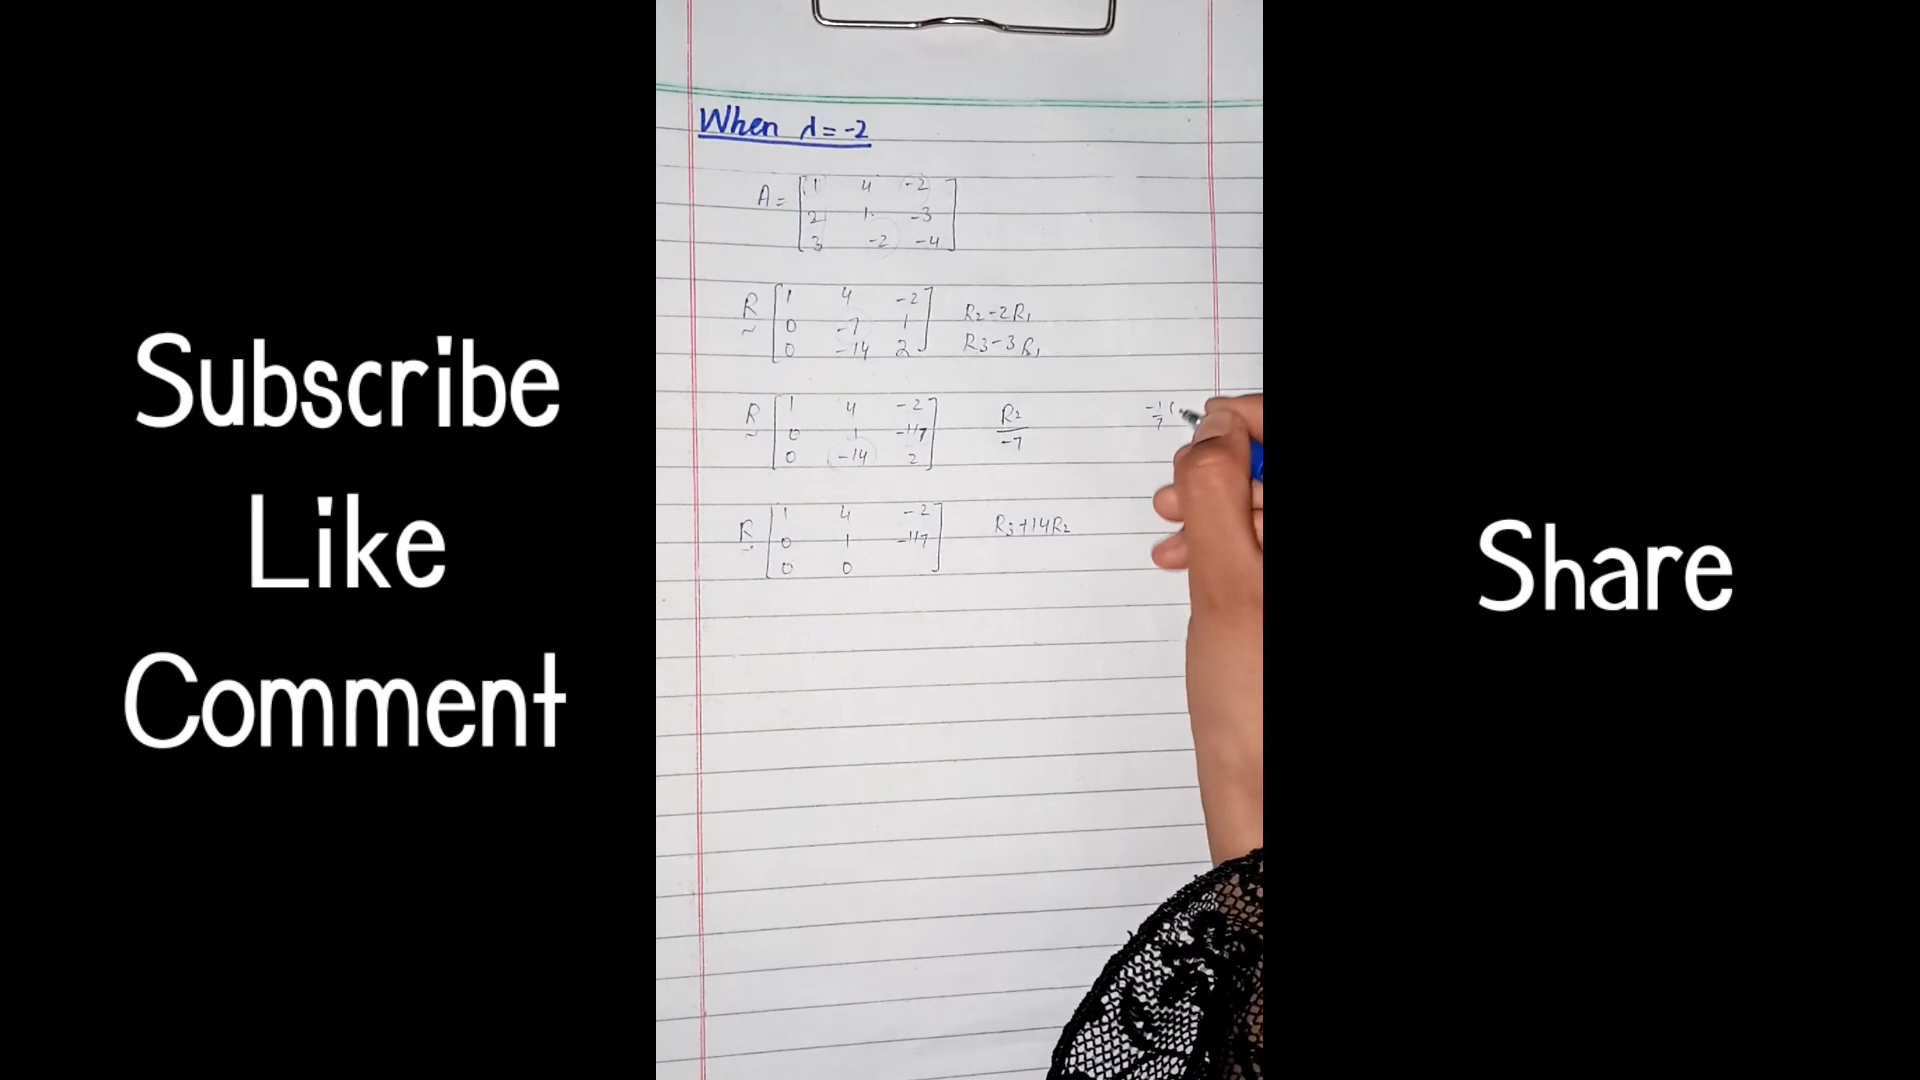 Subscribe
Like
Comment
When λ = -2
A = [ 1 4 -2
2 1 -3
3 -2 -4 ]
R ~ [ 1 4 -2
0 -7 1
0 -14 2 ]
R2 - 2R1
R3 - 3R1
R ~ [ 1 4 -2
0 1 -1/7
0 -14 2 ]
R2
-7
-1/7 (
R ~ [ 1 4 -2
0 1 -1/7
0 0 ]
R3 + 14R2
Share